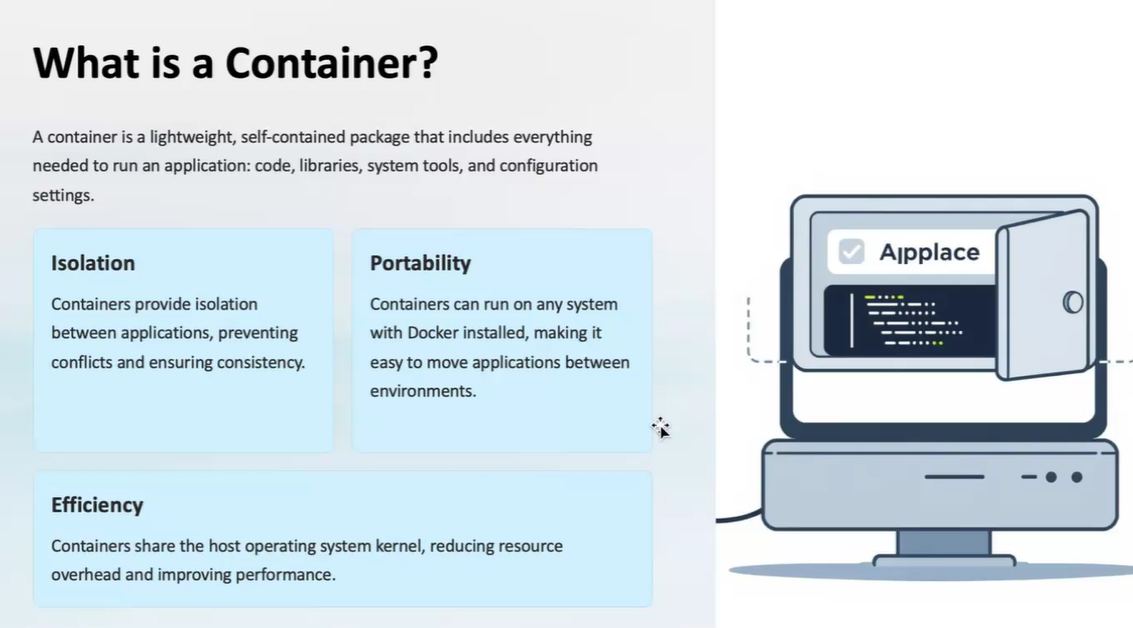 What is a Container?
A container is a lightweight, self-contained package that includes everything
needed to run an application: code, libraries, system tools, and configuration
settings.
Isolation
Containers provide isolation
between applications, preventing
conflicts and ensuring consistency.
Portability
Containers can run on any system
with Docker installed, making it
easy to move applications between
environments.
Efficiency
Containers share the host operating system kernel, reducing resource
overhead and improving performance.
Aꞁpplace